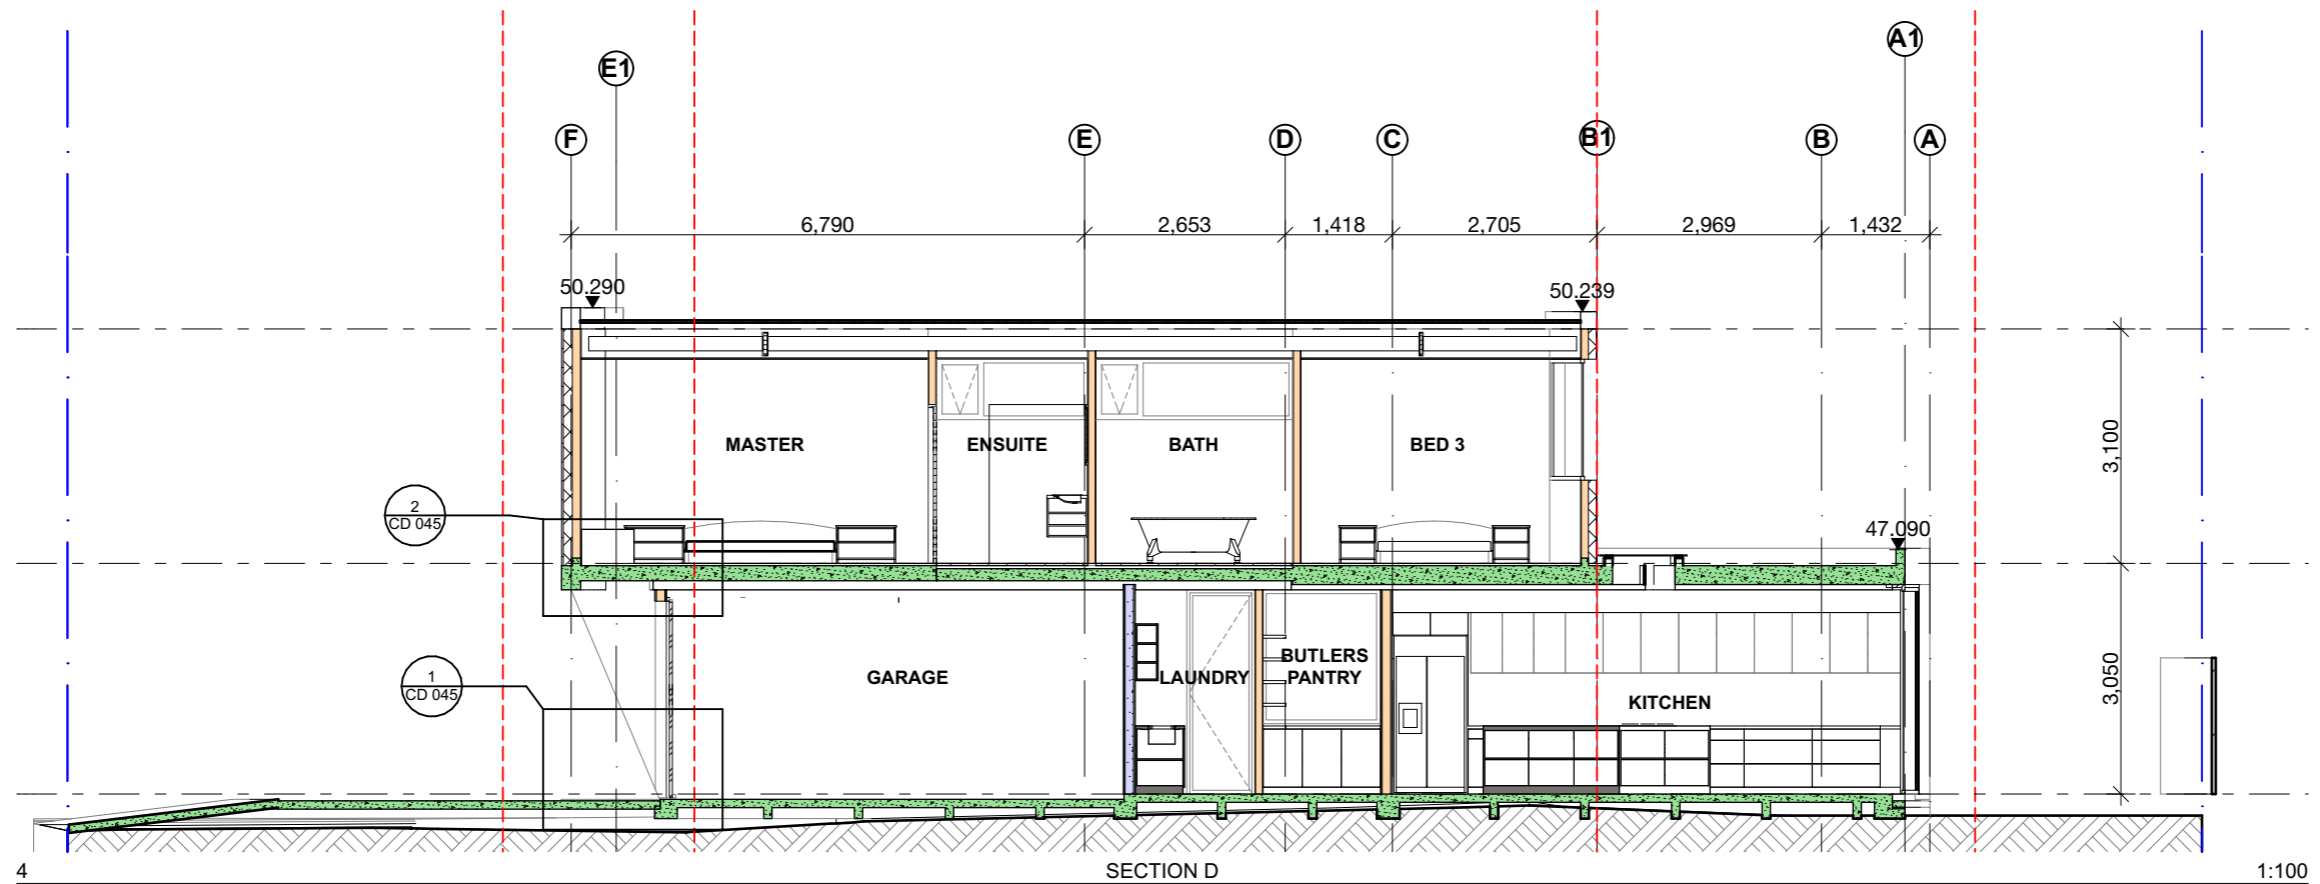 A1
E1
F
E
D
C
B1
B
A
6,790
2,653
1,418
2,705
2,969
1,432
50.290
50.239
MASTER
ENSUITE
BATH
BED 3
3,100
2
CD 045
47.090
1
CD 045
GARAGE
LAUNDRY
BUTLERS
PANTRY
KITCHEN
3,050
4
SECTION D
1:100